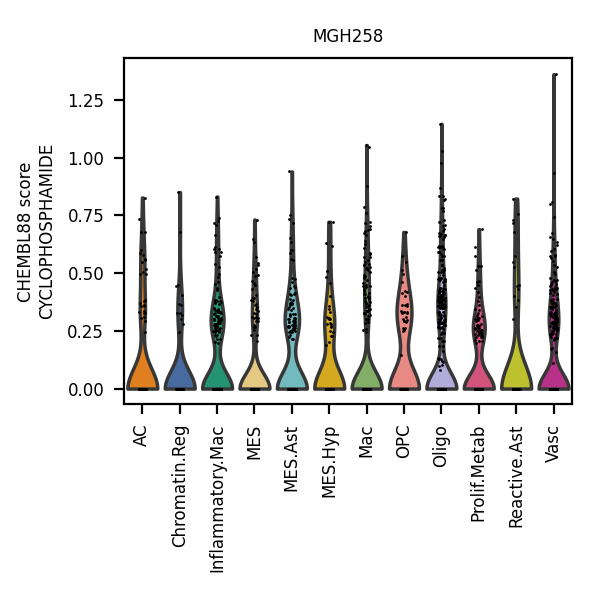 MGH258
CHEMBL88 score
CYCLOPHOSPHAMIDE
1.25
1.00
0.75
0.50
0.25
0.00
AC
Chromatin.Reg
Inflammatory.Mac
MES
MES.Ast
MES.Hyp
Mac
OPC
Oligo
Prolif.Metab
Reactive.Ast
Vasc